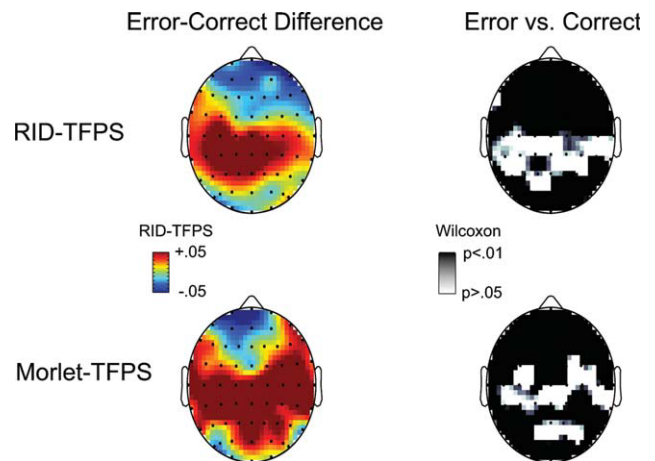 Error-Correct Difference
Error vs. Correct
RID-TFPS
RID-TFPS
+.05
-.05
Wilcoxon
p<.01
p>.05
Morlet-TFPS